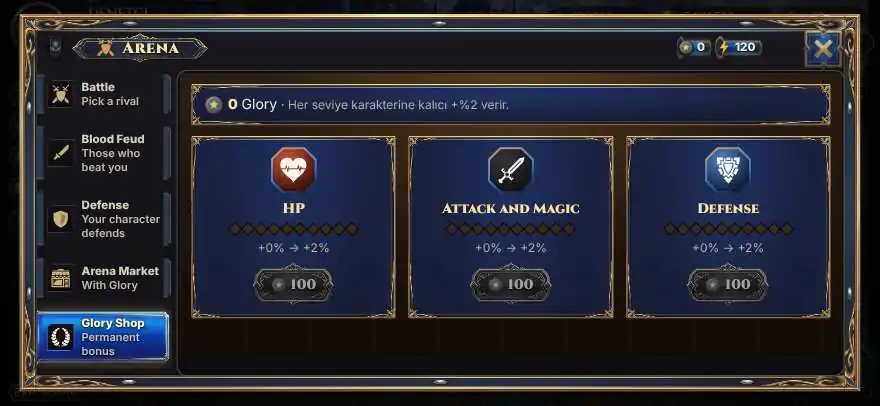 ARENA
0
120
Battle
Pick a rival
Blood Feud
Those who
beat you
Defense
Your character
defends
Arena Market
With Glory
Glory Shop
Permanent
bonus
0 Glory · Her seviye karakterine kalıcı +%2 verir.
HP
+0% → +2%
100
ATTACK AND MAGIC
+0% → +2%
100
DEFENSE
+0% → +2%
100